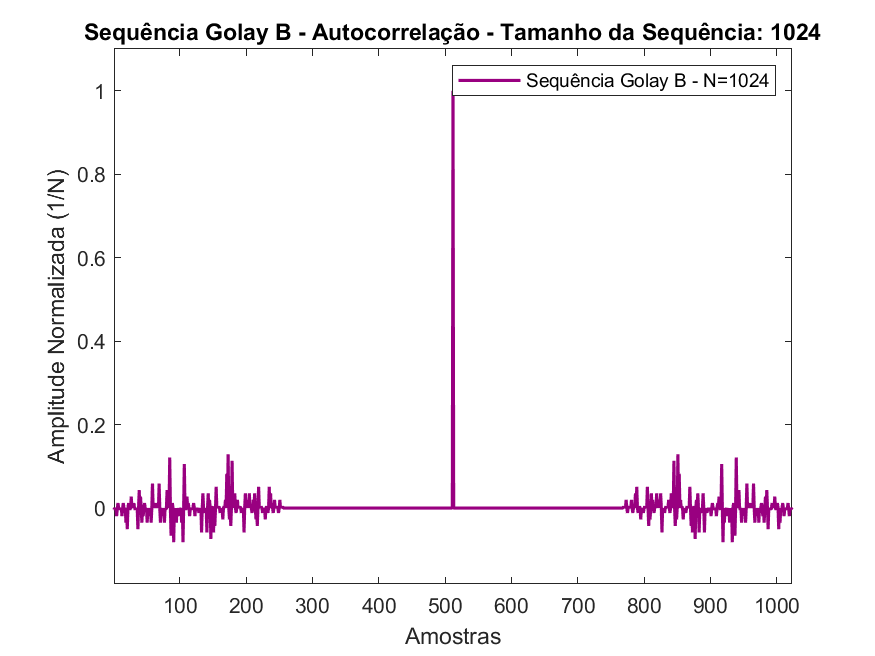 Sequência Golay B - Autocorrelação - Tamanho da Sequência: 1024
Sequência Golay B - N=1024
Amplitude Normalizada (1/N)
1
0.8
0.6
0.4
0.2
0
100 200 300 400 500 600 700 800 900 1000
Amostras